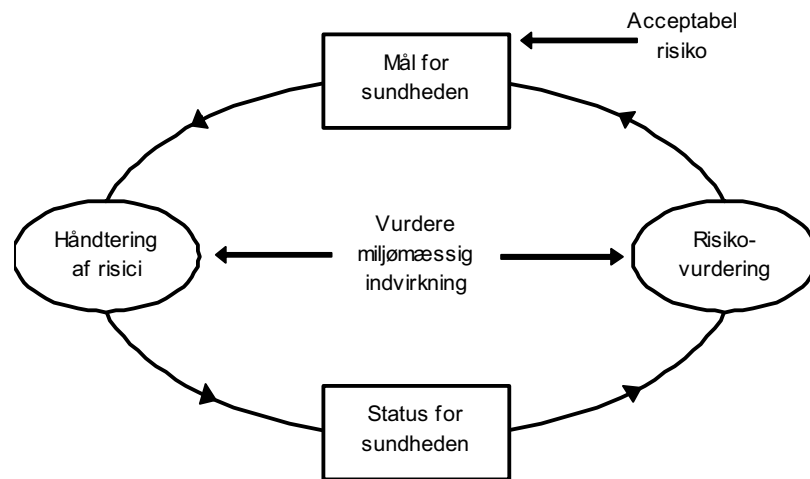 Acceptabel
risiko
Mål for
sundheden
Håndtering
af risici
Vurdere
miljømæssig
indvirkning
Risiko-
vurdering
Status for
sundheden